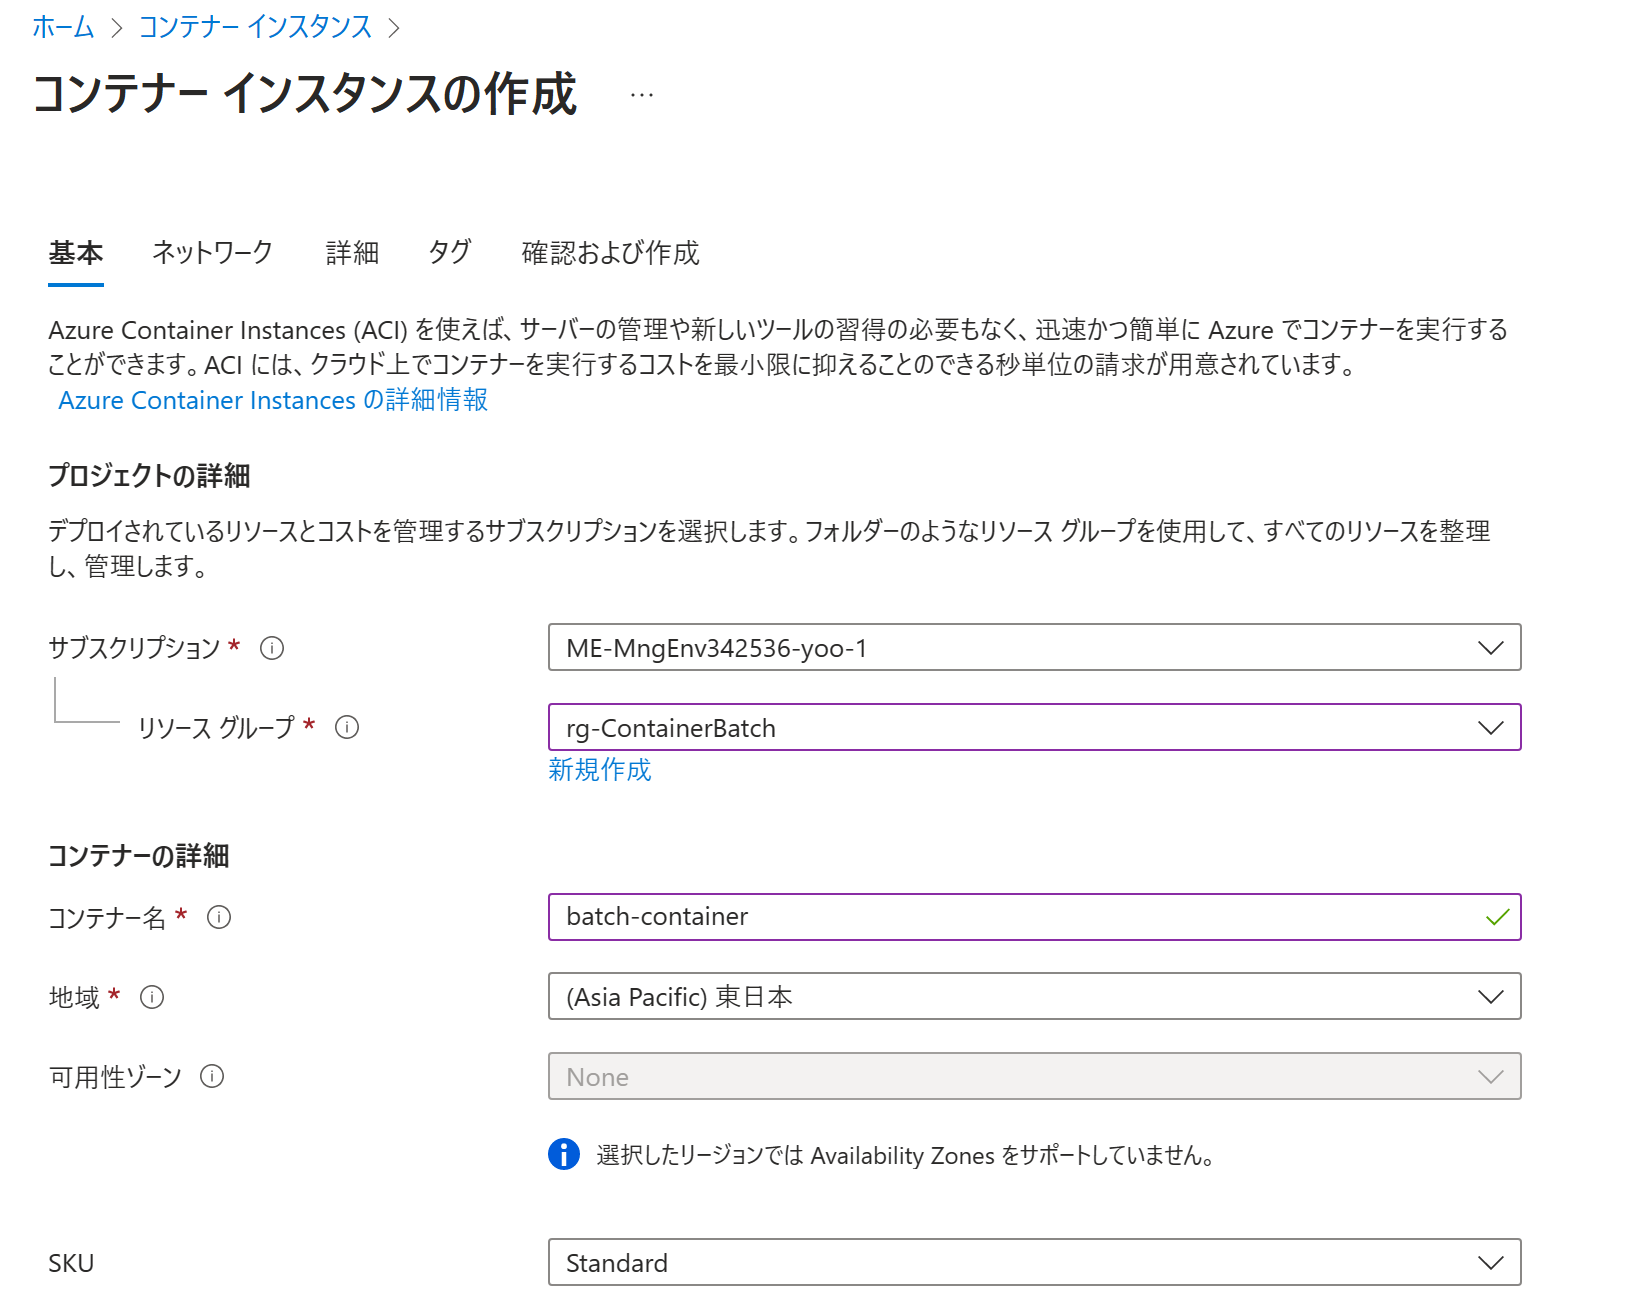 ホーム > コンテナー インスタンス >
コンテナー インスタンスの作成 …
基本 ネットワーク 詳細 タグ 確認および作成
Azure Container Instances (ACI) を使えば、サーバーの管理や新しいツールの習得の必要もなく、迅速かつ簡単に Azure でコンテナーを実行する
ことができます。ACI には、クラウド上でコンテナーを実行するコストを最小限に抑えることのできる秒単位の請求が用意されています。
Azure Container Instances の詳細情報
プロジェクトの詳細
デプロイされているリソースとコストを管理するサブスクリプションを選択します。フォルダーのようなリソース グループを使用して、すべてのリソースを整理
し、管理します。
サブスクリプション * ME-MngEnv342536-yoo-1
リソース グループ * rg-ContainerBatch
新規作成
コンテナーの詳細
コンテナー名 * batch-container
地域 * (Asia Pacific) 東日本
可用性ゾーン None
選択したリージョンでは Availability Zones をサポートしていません。
SKU Standard